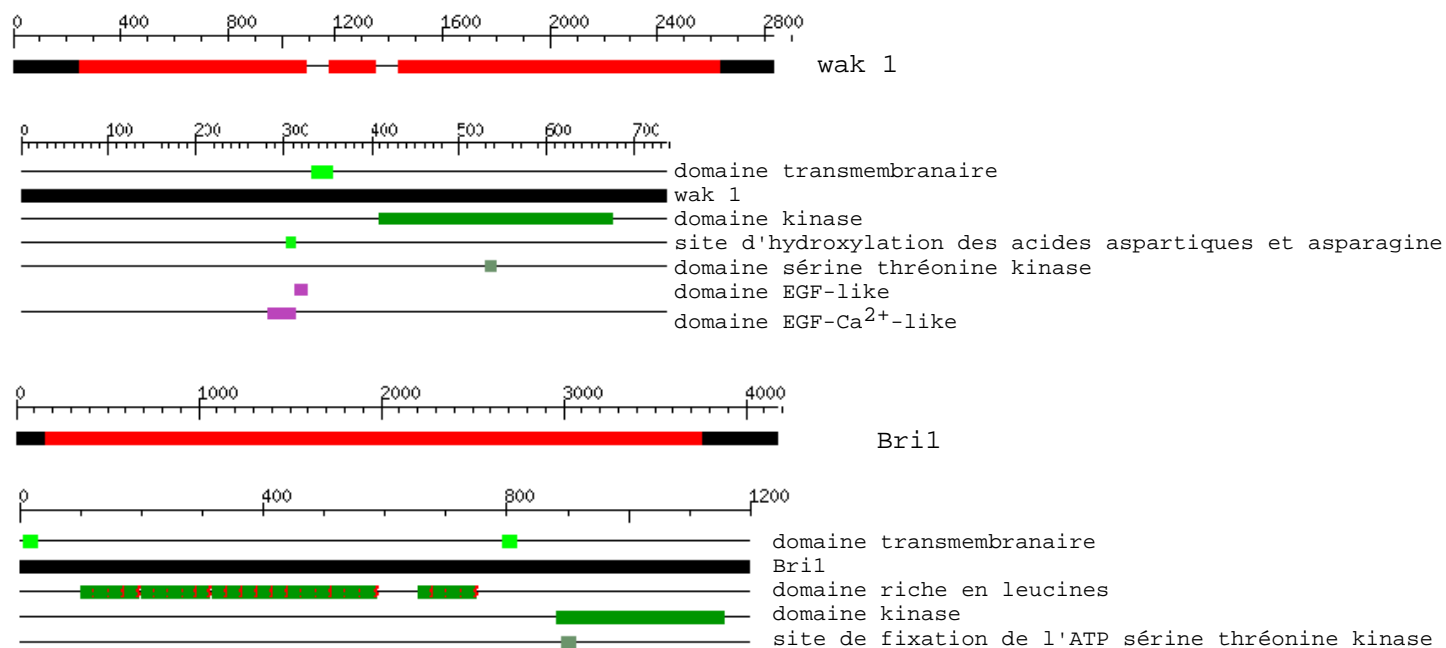 0 400 800 1200 1600 2000 2400 2800
wak 1
0 100 200 300 400 500 600 700
domaine transmembranaire
wak 1
domaine kinase
site d'hydroxylation des acides aspartiques et asparagine
domaine sérine thréonine kinase
domaine EGF-like
domaine EGF-Ca2+-like
0 1000 2000 3000 4000
Bri1
0 400 800 1200
domaine transmembranaire
Bri1
domaine riche en leucines
domaine kinase
site de fixation de l'ATP sérine thréonine kinase